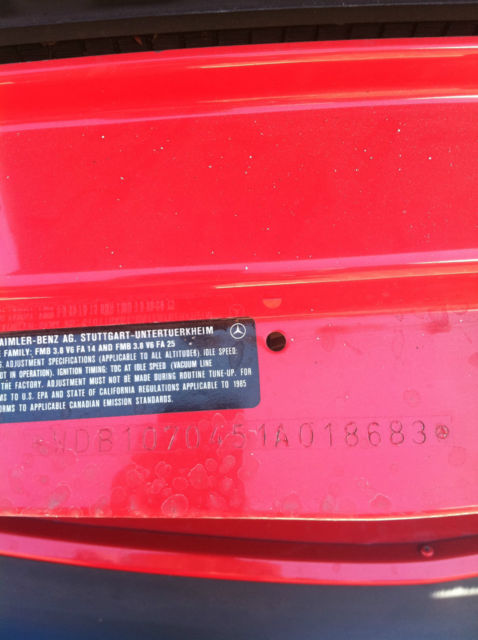 AIMLER-BENZ AG. STUTTGART-UNTERTUERKHEIM
E FAMILY: FMB 3.8 V6 FA 14 AND FMB 3.8 V6 FA 25
S. ADJUSTMENT SPECIFICATIONS (APPLICABLE TO ALL ALTITUDES) IDLE SPEED:
OT IN OPERATION). IGNITION TIMING: TDC AT IDLE SPEED (VACUUM LINE
THE FACTORY. ADJUSTMENT MUST NOT BE MADE DURING ROUTINE TUNE-UP. FOR
MS TO U.S. EPA AND STATE OF CALIFORNIA REGULATIONS APPLICABLE TO 1985
ORMS TO APPLICABLE CANADIAN EMISSION STANDARDS.
WDB1070451A018683